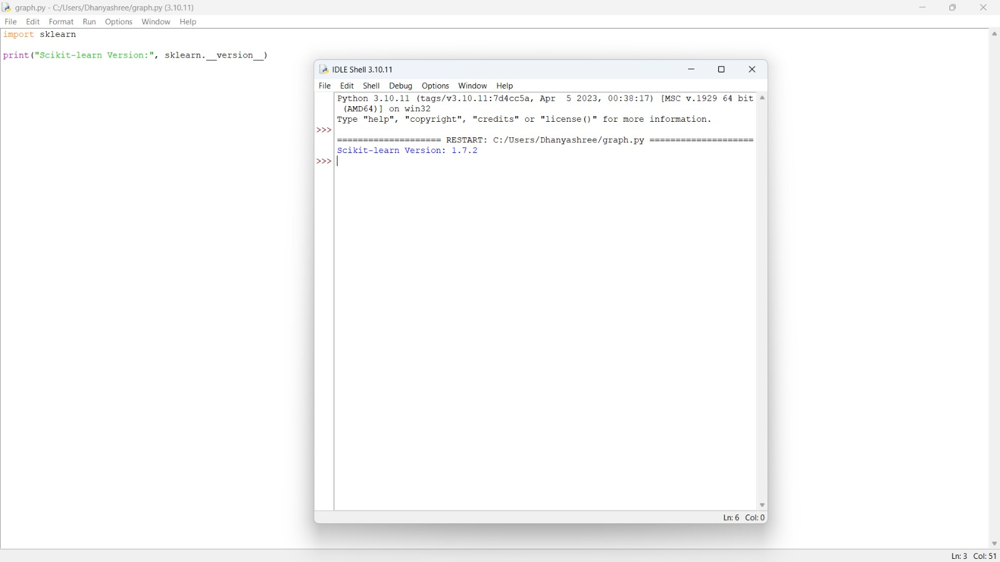 graph.py - C:/Users/Dhanyashree/graph.py (3.10.11)
File Edit Format Run Options Window Help
import sklearn
print("Scikit-learn Version:", sklearn.__version__)
IDLE Shell 3.10.11
File Edit Shell Debug Options Window Help
Python 3.10.11 (tags/v3.10.11:7d4cc5a, Apr  5 2023, 00:38:17) [MSC v.1929 64 bit
(AMD64)] on win32
Type "help", "copyright", "credits" or "license()" for more information.
>>>
==================== RESTART: C:/Users/Dhanyashree/graph.py ====================
Scikit-learn Version: 1.7.2
>>>
Ln: 6 Col: 0
Ln: 3 Col: 51